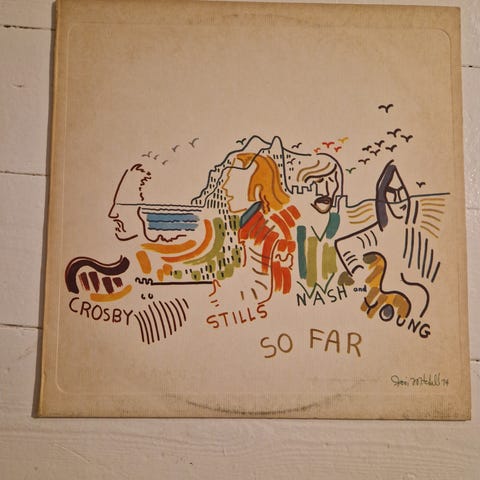 CROSBY
STILLS
NASH and
YOUNG
SO FAR
Joni Mitchell 74